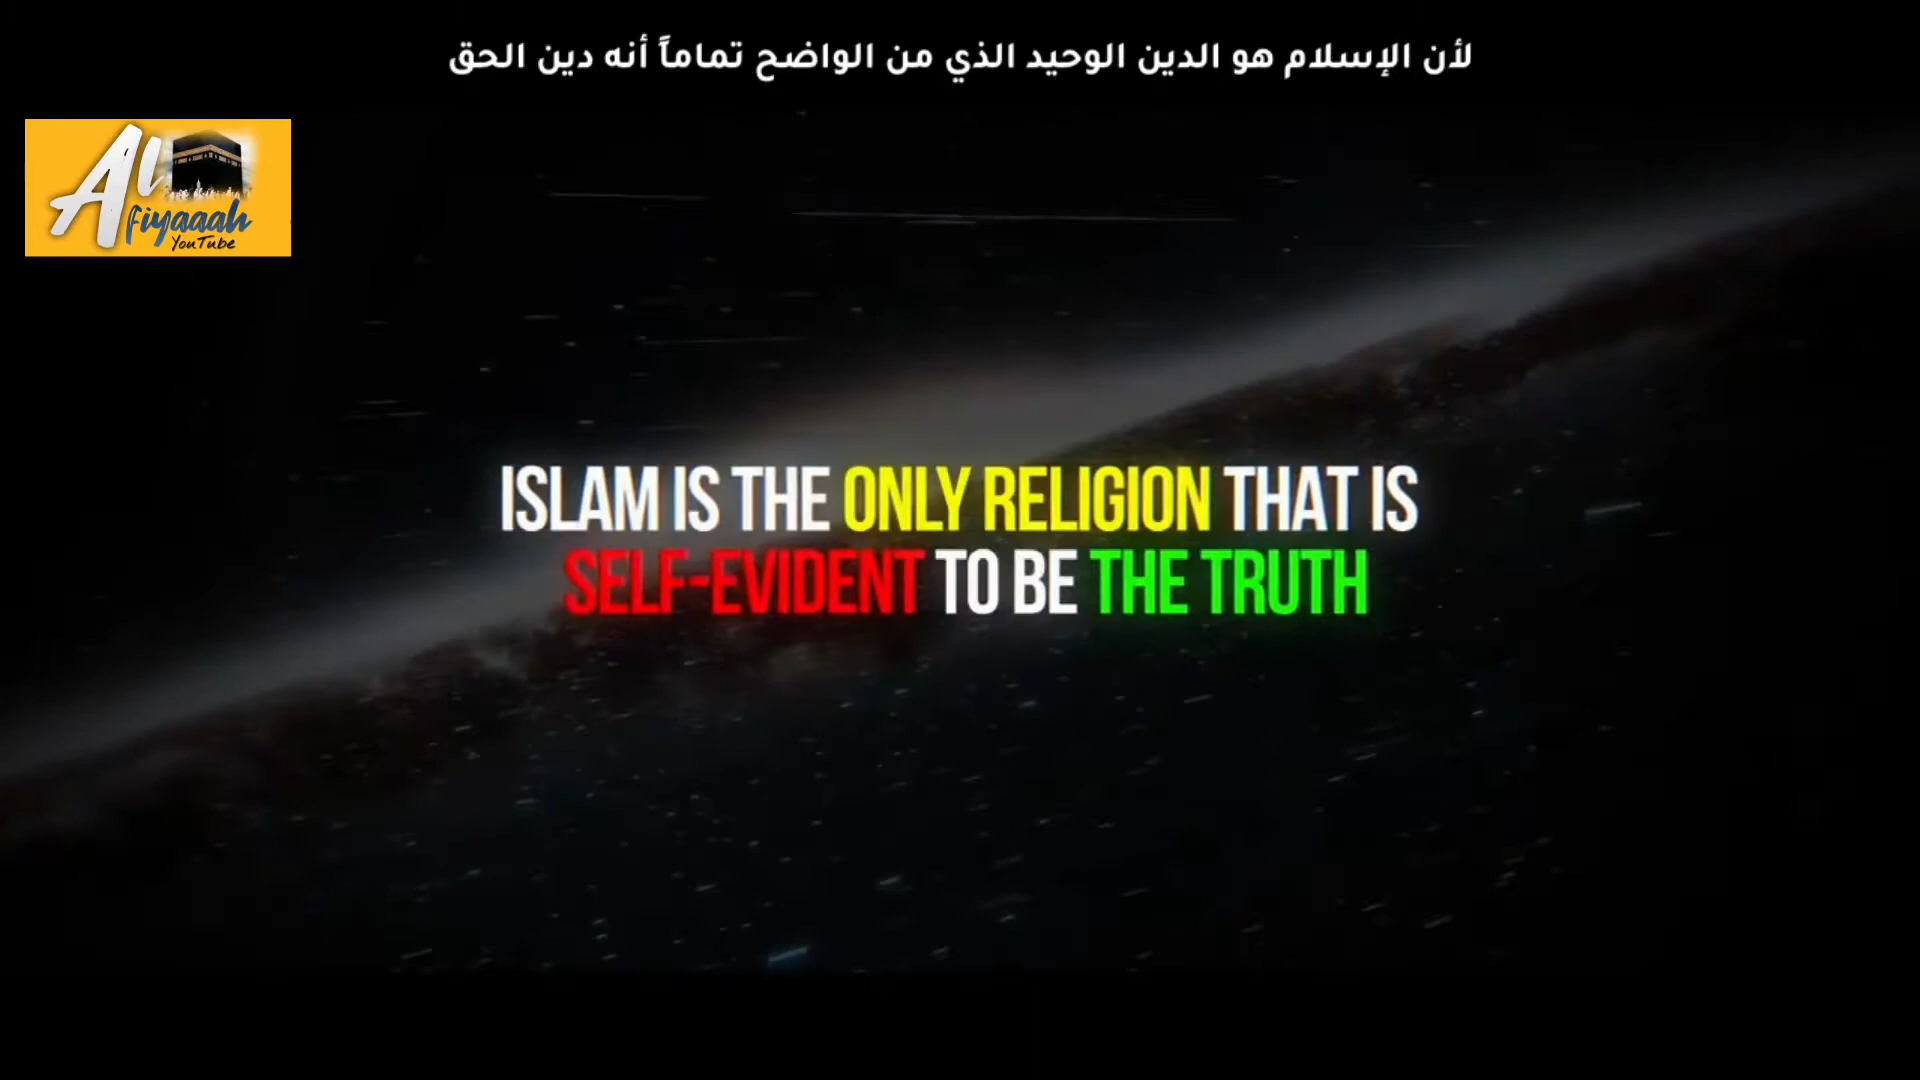 لأن الإسلام هو الدين الوحيد الذي من الواضح تماماً أنه دين الحق
Al
fiyaaah
YouTube
ISLAM IS THE ONLY RELIGION THAT IS
SELF-EVIDENT TO BE THE TRUTH